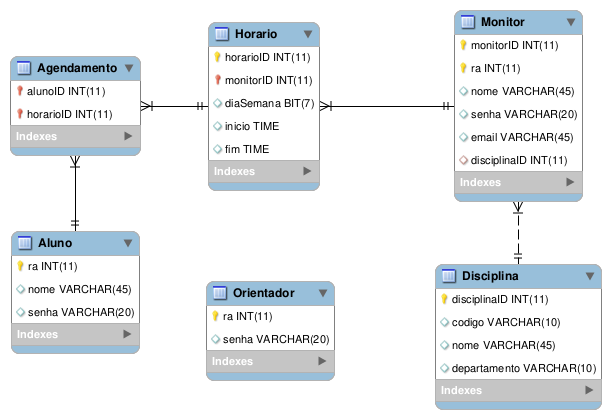 Agendamento
alunoID INT(11)
horarioID INT(11)
Indexes
Horario
horarioID INT(11)
monitorID INT(11)
diaSemana BIT(7)
inicio TIME
fim TIME
Indexes
Monitor
monitorID INT(11)
ra INT(11)
nome VARCHAR(45)
senha VARCHAR(20)
email VARCHAR(45)
disciplinaID INT(11)
Indexes
Aluno
ra INT(11)
nome VARCHAR(45)
senha VARCHAR(20)
Indexes
Orientador
ra INT(11)
senha VARCHAR(20)
Indexes
Disciplina
disciplinaID INT(11)
codigo VARCHAR(10)
nome VARCHAR(45)
departamento VARCHAR(10)
Indexes